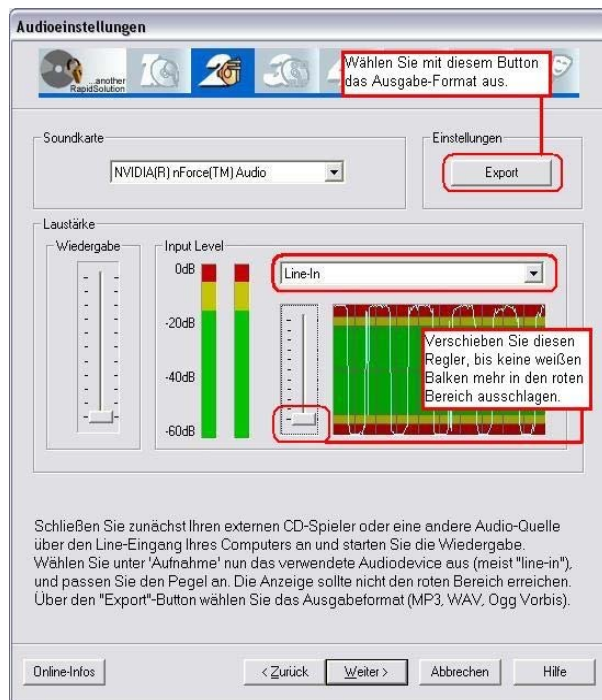 Audioeinstellungen
...another
RapidSolution
Wählen Sie mit diesem Button
das Ausgabe-Format aus.
Soundkarte
NVIDIA(R) nForce(TM) Audio
Einstellungen
Export
Laustärke
Wiedergabe
Input Level
0dB
-20dB
-40dB
-60dB
Line-In
Verschieben Sie diesen
Regler, bis keine weißen
Balken mehr in den roten
Bereich ausschlagen.
Schließen Sie zunächst Ihren externen CD-Spieler oder eine andere Audio-Quelle
über den Line-Eingang Ihres Computers an und starten Sie die Wiedergabe.
Wählen Sie unter 'Aufnahme' nun das verwendete Audiodevice aus (meist "line-in"),
und passen Sie den Pegel an. Die Anzeige sollte nicht den roten Bereich erreichen.
Über den "Export"-Button wählen Sie das Ausgabeformat (MP3, WAV, Ogg Vorbis).
Online-Infos
< Zurück
Weiter >
Abbrechen
Hilfe